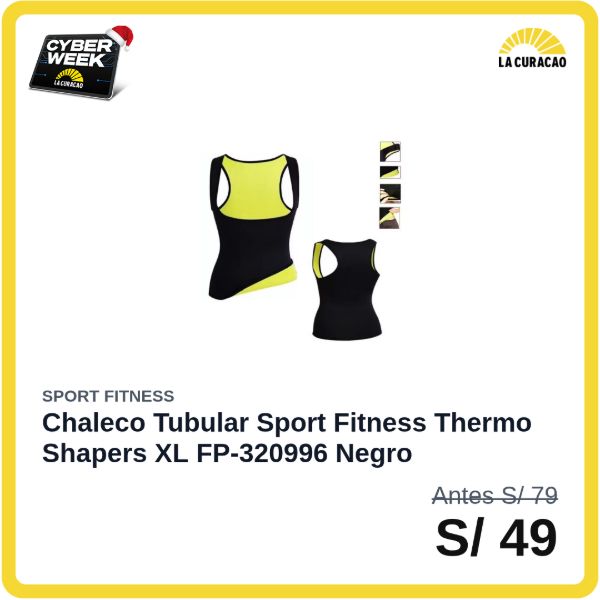 CYBER
WEEK
LA CURACAO
LA CURACAO
SPORT FITNESS
Chaleco Tubular Sport Fitness Thermo
Shapers XL FP-320996 Negro
Antes S/ 79
S/ 49